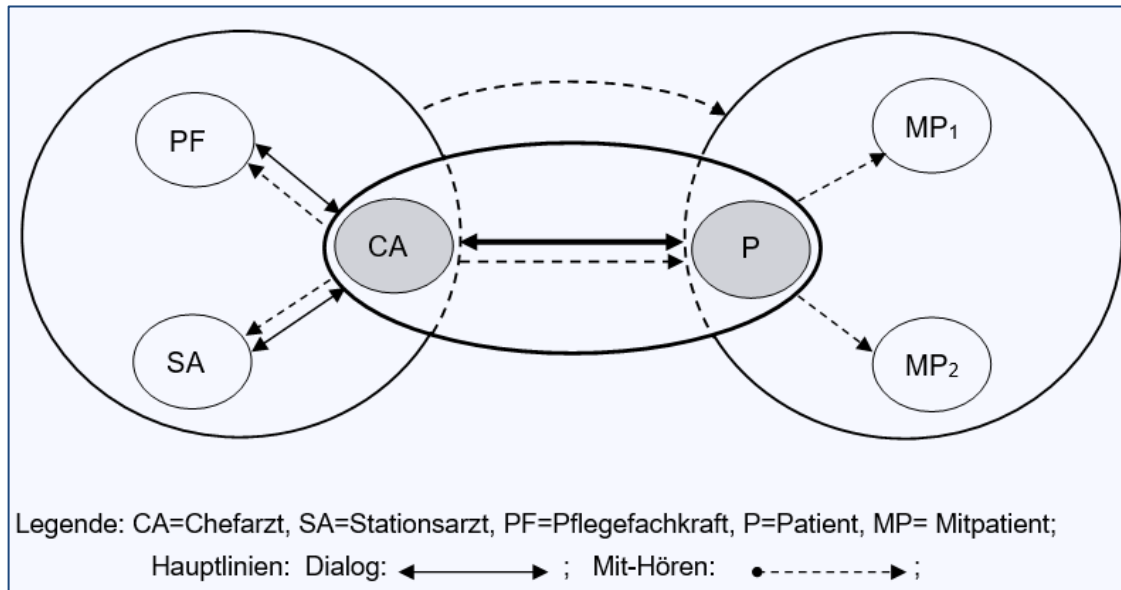 PF
MP₁
CA
P
SA
MP₂
Legende: CA=Chefarzt, SA=Stationsarzt, PF=Pflegefachkraft, P=Patient, MP= Mitpatient;
Hauptlinien: Dialog: ; Mit-Hören: ;